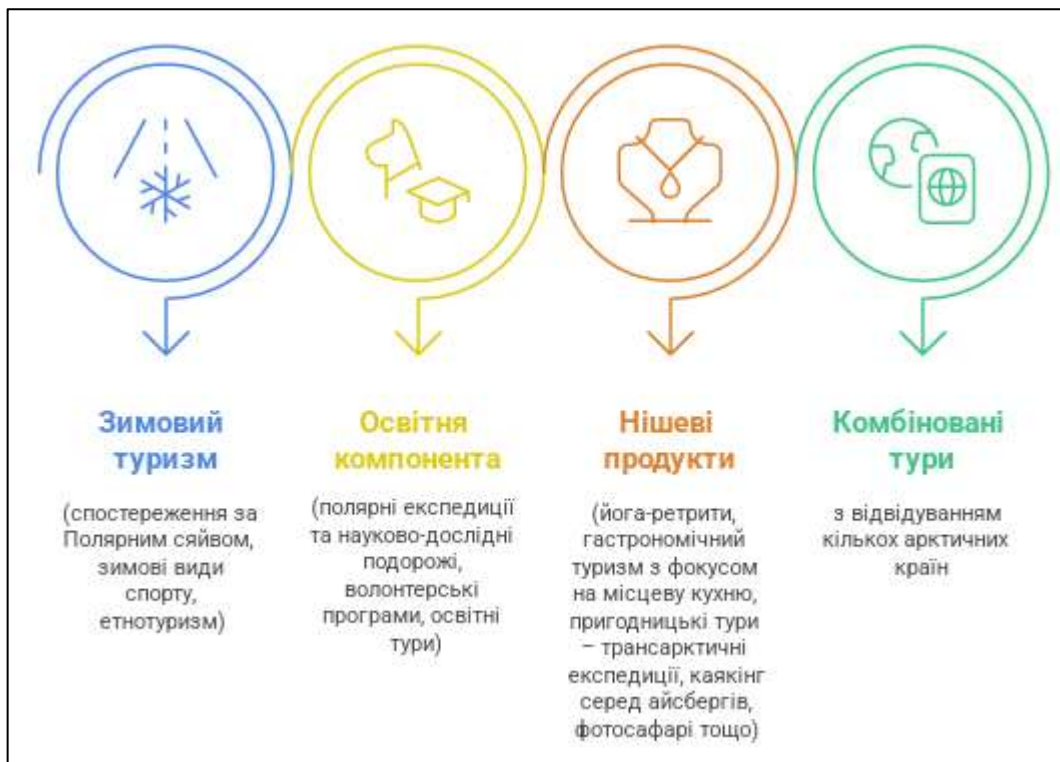 Зимовий
туризм
(спостереження за
Полярним сяйвом,
зимові види
спорту,
етнотуризм)
Освітня
компонента
(полярні експедиції
та науково-дослідні
подорожі,
волонтерські
програми, освітні
тури)
Нішеві
продукти
(йога-ретрити,
гастрономічний
туризм з фокусом
на місцеву кухню,
пригодницькі тури
– трансарктичні
експедиції, каякінг
серед айсбергів,
фотосафарі тощо)
Комбіновані
тури
з відвідуванням
кількох арктичних
країн